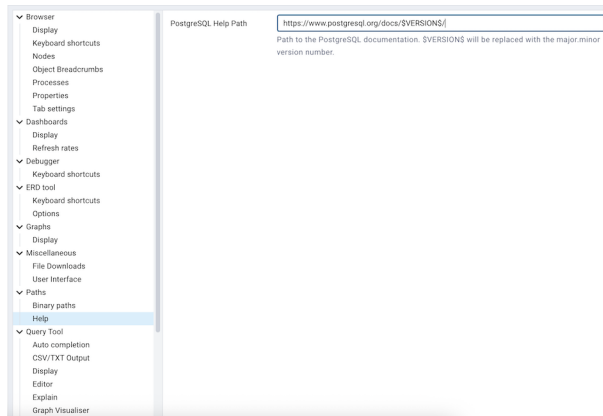 Browser
Display
Keyboard shortcuts
Nodes
Object Breadcrumbs
Processes
Properties
Tab settings
Dashboards
Display
Refresh rates
Debugger
Keyboard shortcuts
ERD tool
Keyboard shortcuts
Options
Graphs
Display
Miscellaneous
File Downloads
User Interface
Paths
Binary paths
Help
Query Tool
Auto completion
CSV/TXT Output
Display
Editor
Explain
Graph Visualiser
PostgreSQL Help Path
https://www.postgresql.org/docs/$VERSION$/
Path to the PostgreSQL documentation. $VERSION$ will be replaced with the major.minor
version number.